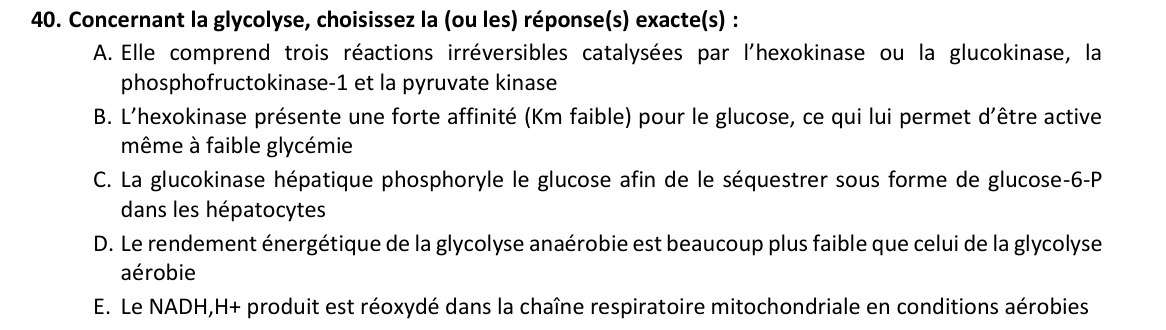 40. Concernant la glycolyse, choisissez la (ou les) réponse(s) exacte(s) :
A. Elle comprend trois réactions irréversibles catalysées par l’hexokinase ou la glucokinase, la
phosphofructokinase-1 et la pyruvate kinase
B. L’hexokinase présente une forte affinité (Km faible) pour le glucose, ce qui lui permet d’être active
même à faible glycémie
C. La glucokinase hépatique phosphoryle le glucose afin de le séquestrer sous forme de glucose-6-P
dans les hépatocytes
D. Le rendement énergétique de la glycolyse anaérobie est beaucoup plus faible que celui de la glycolyse
aérobie
E. Le NADH,H+ produit est réoxydé dans la chaîne respiratoire mitochondriale en conditions aérobies